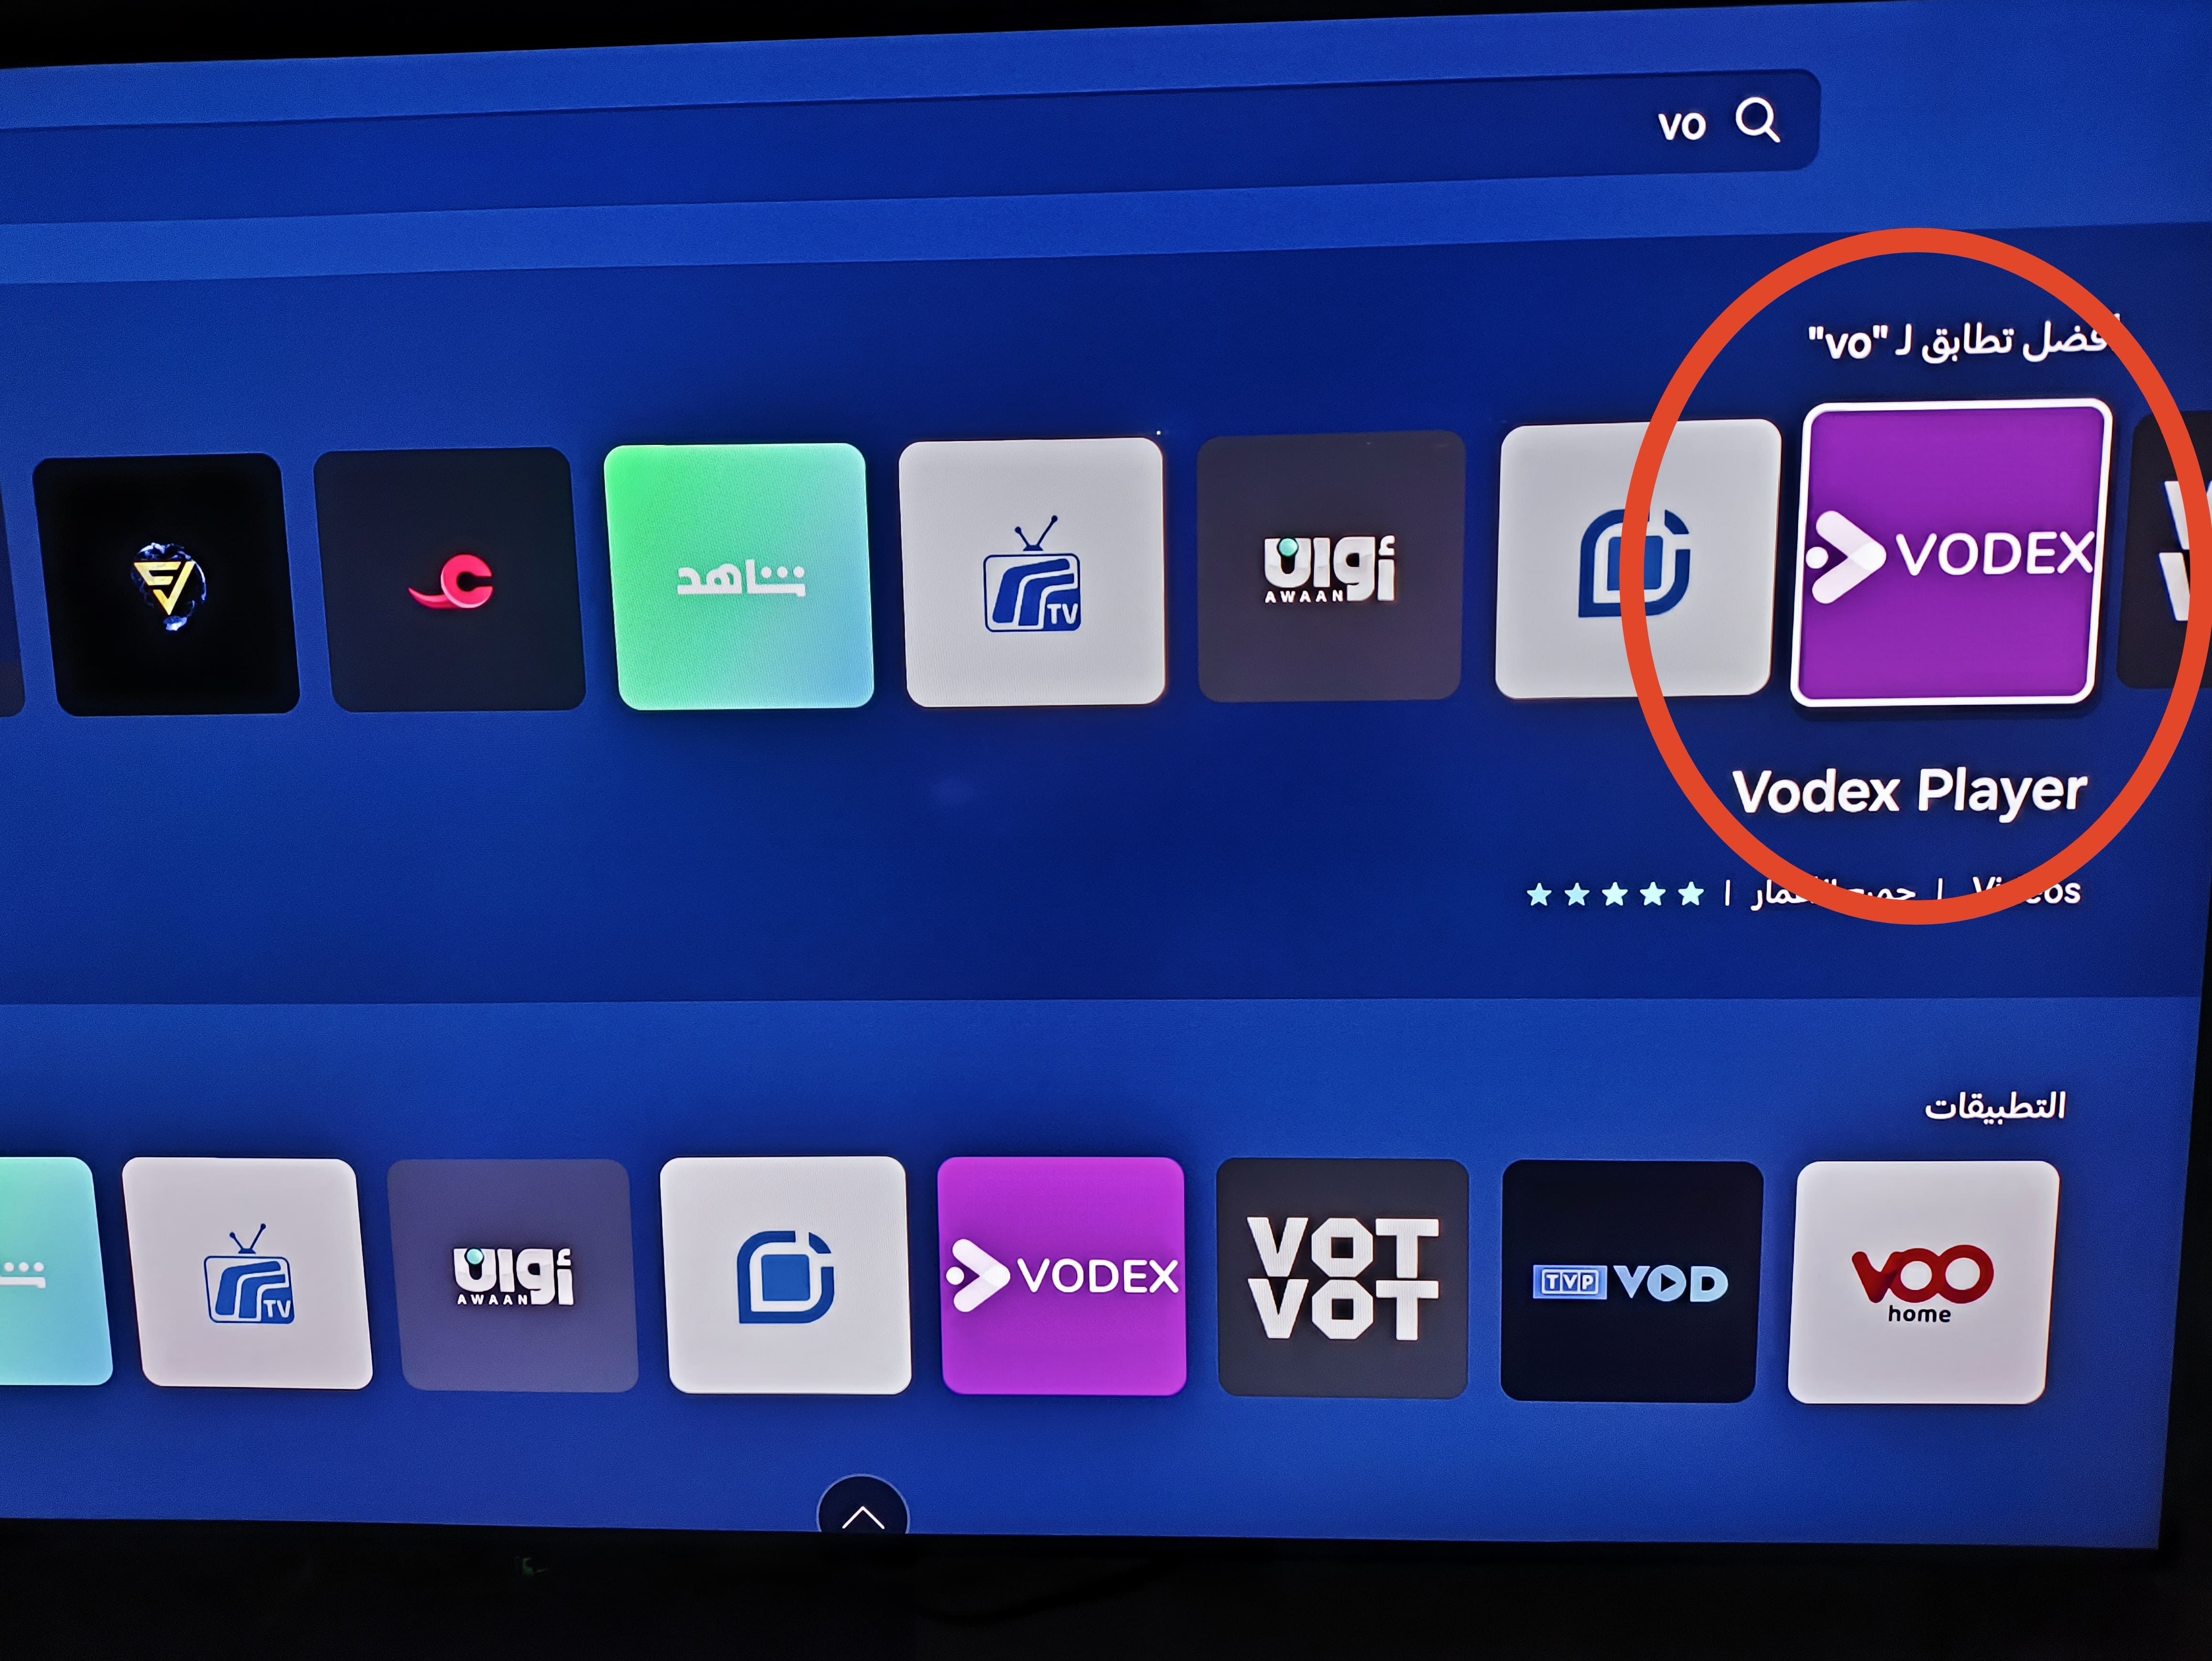 vo
أفضل تطابق لـ "vo"
VODEX
أوان
AWAAN
TV
شاهد
Vodex Player
Videos | جميع الأعمار |
التطبيقات
voo
home
TVP VOD
VOT
VOT
VODEX
أوان
AWAAN
TV